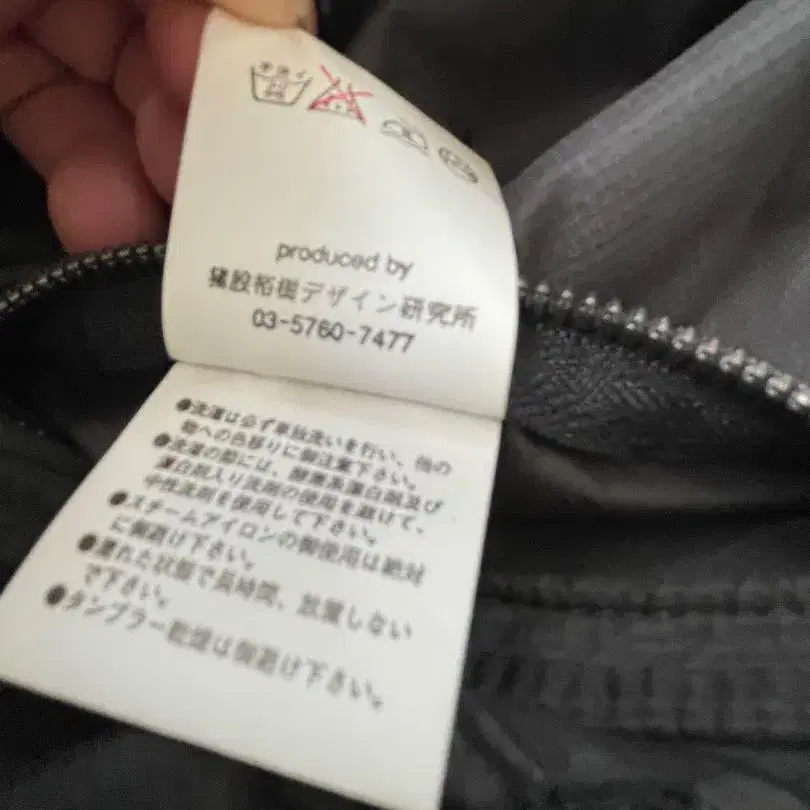 produced by
猪股裕樹デザイン研究所
03-5760-7477
●洗濯は必ず単独洗いを行い、他の
物への色移りに御注意下さい。
●洗濯の際には、酵素系漂白剤及び
漂白剤入り洗剤の使用を避けて、
中性洗剤を使用して下さい。
●スチームアイロンの御使用は絶対
に御避け下さい。
●濡れた状態で長時間、放置しない
で下さい。
●タンブラー乾燥は御避け下さい。